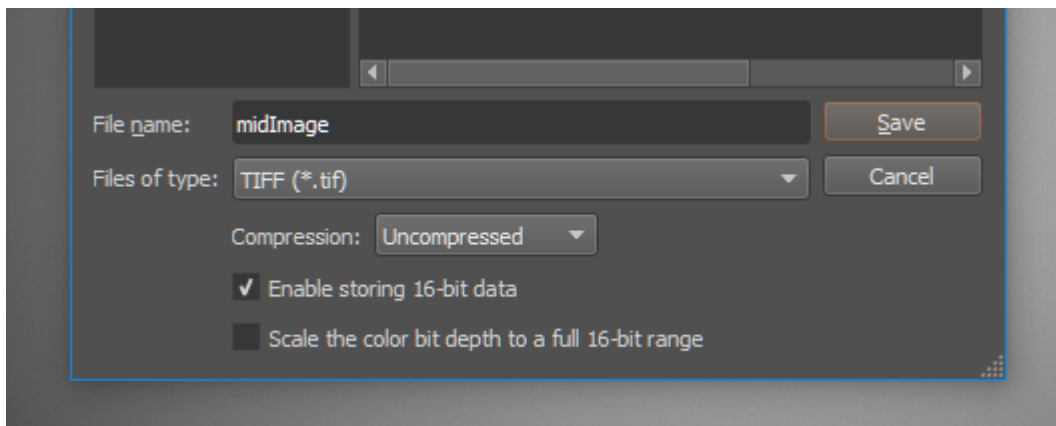 File name: midImage Save
Files of type: TIFF (*.tif) Cancel
Compression: Uncompressed
Enable storing 16-bit data
Scale the color bit depth to a full 16-bit range